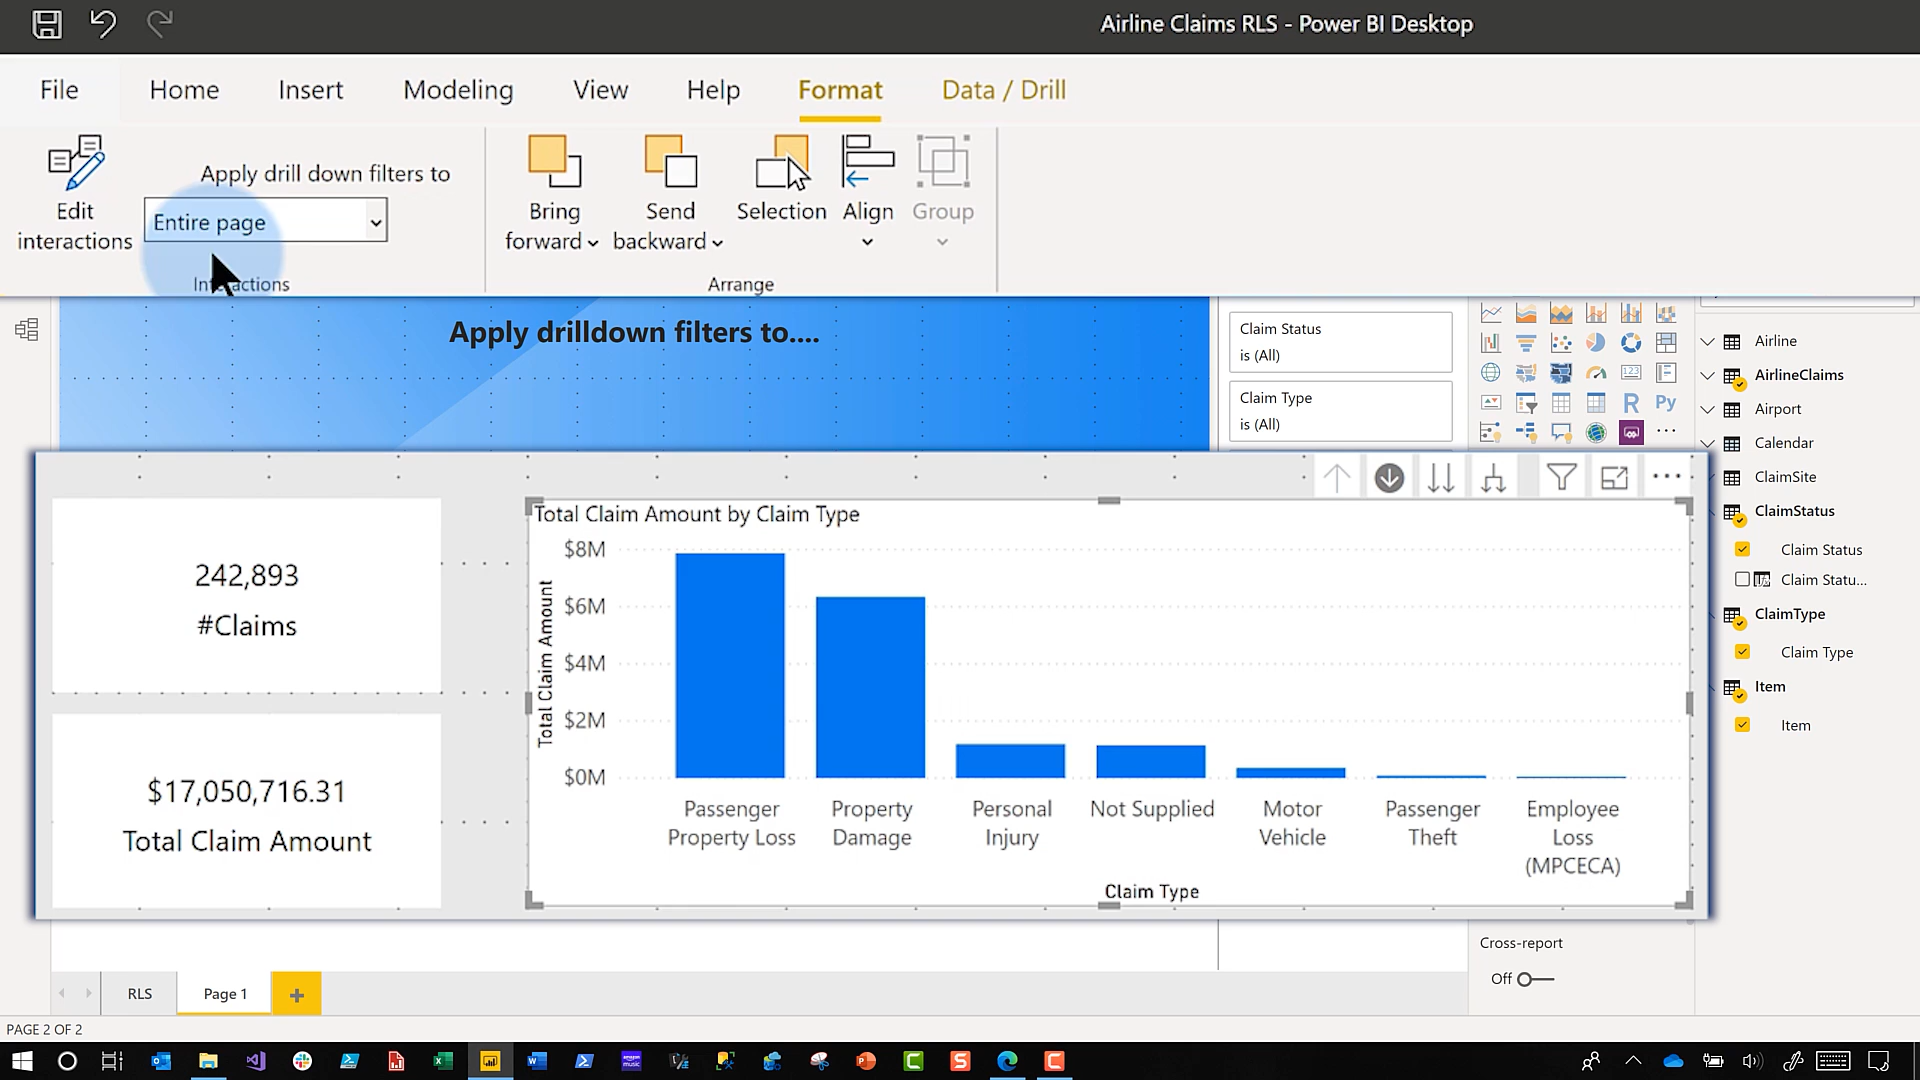 Airline Claims RLS - Power BI Desktop
File
Home
Insert
Modeling
View
Help
Format
Data / Drill
Edit
interactions
Apply drill down filters to
Entire page
Interactions
Bring
forward
Send
backward
Selection
Align
Group
Arrange
Apply drilldown filters to....
Claim Status
is (All)
Claim Type
is (All)
123
R
Py
Airline
AirlineClaims
Airport
Calendar
ClaimSite
ClaimStatus
Claim Status
Claim Statu...
ClaimType
Claim Type
Item
Item
242,893
#Claims
$17,050,716.31
Total Claim Amount
Total Claim Amount by Claim Type
Total Claim Amount
$8M
$6M
$4M
$2M
$0M
Passenger
Property Loss
Property
Damage
Personal
Injury
Not Supplied
Motor
Vehicle
Passenger
Theft
Employee
Loss
(MPCECA)
Claim Type
Cross-report
Off
RLS
Page 1
PAGE 2 OF 2